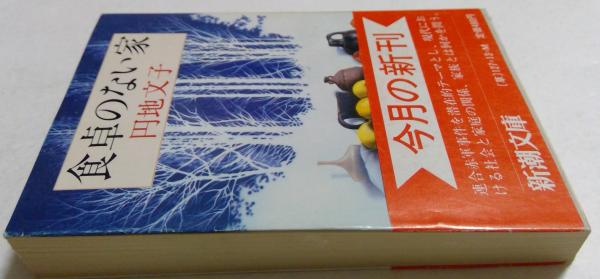 食卓のない家
円地文子
今月の新刊
連合赤軍事件を潜在的テーマとし、現代にお
ける社会と家庭の関係、家族とは何かを問う。
新潮文庫